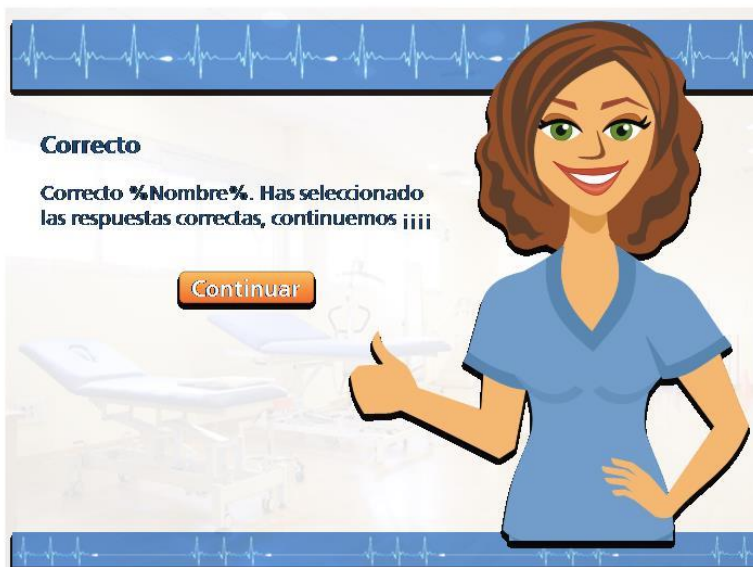 Correcto
Correcto %Nombre%. Has seleccionado
las respuestas correctas, continuemos ¡¡¡¡
Continuar